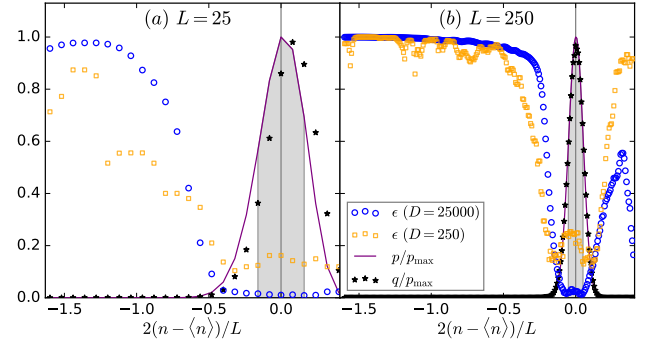 (a) L = 25
(b) L = 250
1.0
0.8
0.6
0.4
0.2
0.0
ϵ (D = 25000)
ϵ (D = 250)
p/p_max
q/p_max
−1.5 −1.0 −0.5 0.0
−1.5 −1.0 −0.5 0.0
2(n − ⟨n⟩)/L
2(n − ⟨n⟩)/L